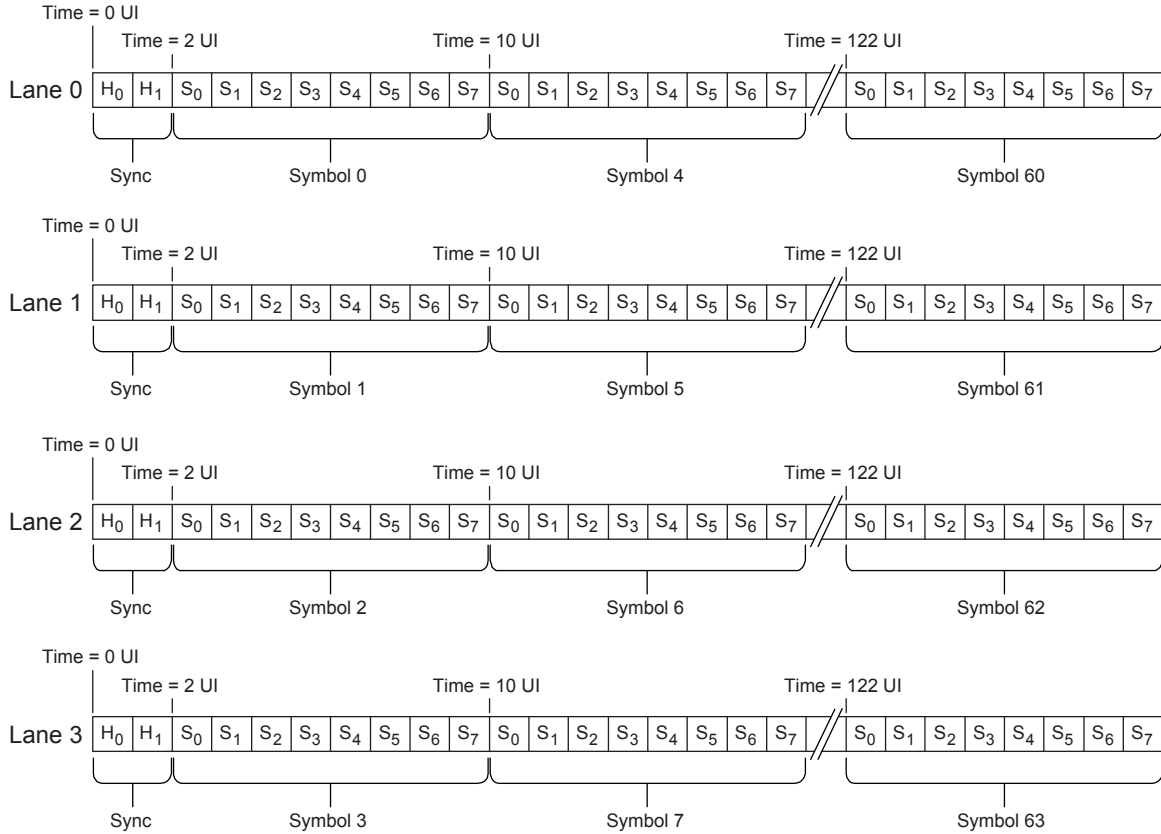 Time = 0 UI
Time = 2 UI Time = 10 UI Time = 122 UI
Lane 0 H₀ H₁ S₀ S₁ S₂ S₃ S₄ S₅ S₆ S₇ S₀ S₁ S₂ S₃ S₄ S₅ S₆ S₇ S₀ S₁ S₂ S₃ S₄ S₅ S₆ S₇
Sync Symbol 0 Symbol 4 Symbol 60
Time = 0 UI
Time = 2 UI Time = 10 UI Time = 122 UI
Lane 1 H₀ H₁ S₀ S₁ S₂ S₃ S₄ S₅ S₆ S₇ S₀ S₁ S₂ S₃ S₄ S₅ S₆ S₇ S₀ S₁ S₂ S₃ S₄ S₅ S₆ S₇
Sync Symbol 1 Symbol 5 Symbol 61
Time = 0 UI
Time = 2 UI Time = 10 UI Time = 122 UI
Lane 2 H₀ H₁ S₀ S₁ S₂ S₃ S₄ S₅ S₆ S₇ S₀ S₁ S₂ S₃ S₄ S₅ S₆ S₇ S₀ S₁ S₂ S₃ S₄ S₅ S₆ S₇
Sync Symbol 2 Symbol 6 Symbol 62
Time = 0 UI
Time = 2 UI Time = 10 UI Time = 122 UI
Lane 3 H₀ H₁ S₀ S₁ S₂ S₃ S₄ S₅ S₆ S₇ S₀ S₁ S₂ S₃ S₄ S₅ S₆ S₇ S₀ S₁ S₂ S₃ S₄ S₅ S₆ S₇
Sync Symbol 3 Symbol 7 Symbol 63